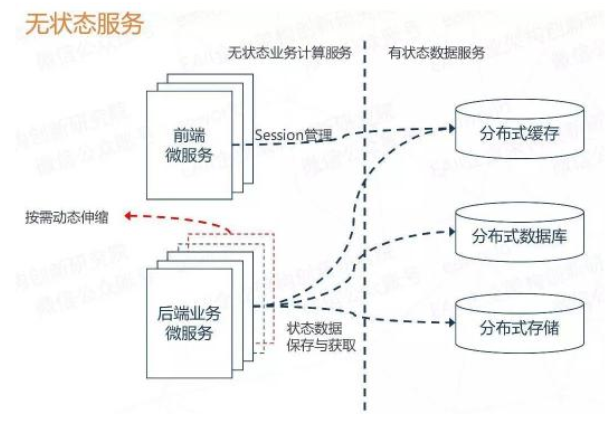 无状态服务
无状态业务计算服务
有状态数据服务
前端
微服务
Session管理
分布式缓存
按需动态伸缩
分布式数据库
后端业务
微服务
状态数据
保存与获取
分布式存储